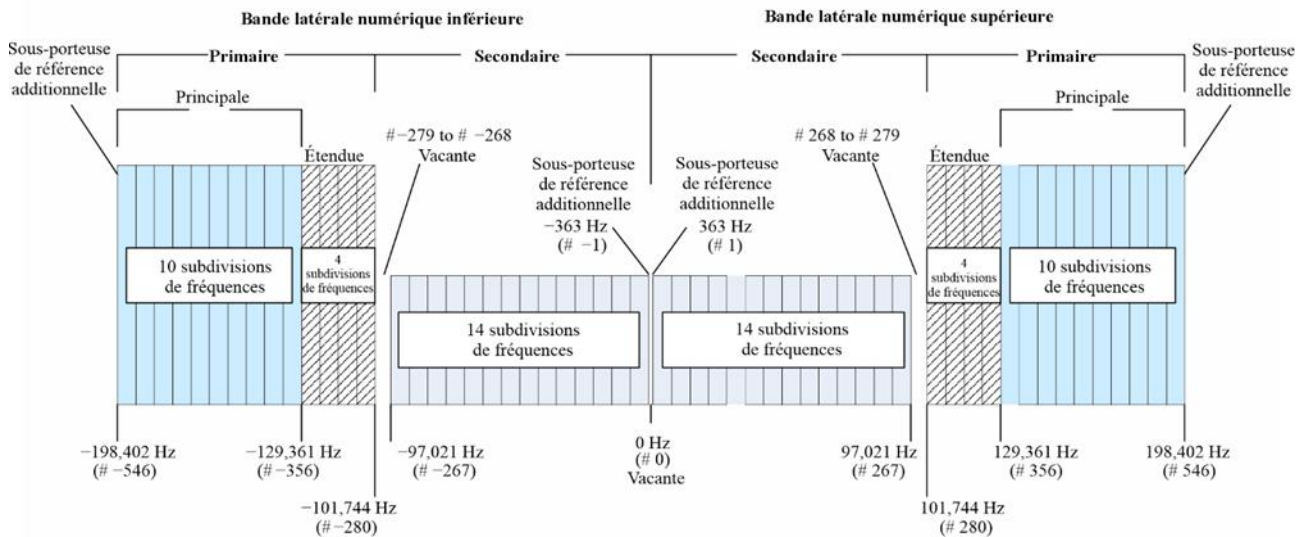 Bande latérale numérique inférieure
Bande latérale numérique supérieure
Sous-porteuse
de référence
additionnelle
Primaire
Secondaire
Secondaire
Primaire
Sous-porteuse
de référence
additionnelle
Principale
Principale
#−279 to # −268
Vacante
# 268 to # 279
Vacante
Étendue
Étendue
Sous-porteuse
de référence
additionnelle
−363 Hz
(# −1)
Sous-porteuse
de référence
additionnelle
363 Hz
(# 1)
10 subdivisions
de fréquences
4
subdivisions
de fréquences
14 subdivisions
de fréquences
14 subdivisions
de fréquences
4
subdivisions
de fréquences
10 subdivisions
de fréquences
−198,402 Hz
(# −546)
−129,361 Hz
(# −356)
−97,021 Hz
(# −267)
0 Hz
(# 0)
Vacante
97,021 Hz
(# 267)
129,361 Hz
(# 356)
198,402 Hz
(# 546)
−101,744 Hz
(# −280)
101,744 Hz
(# 280)